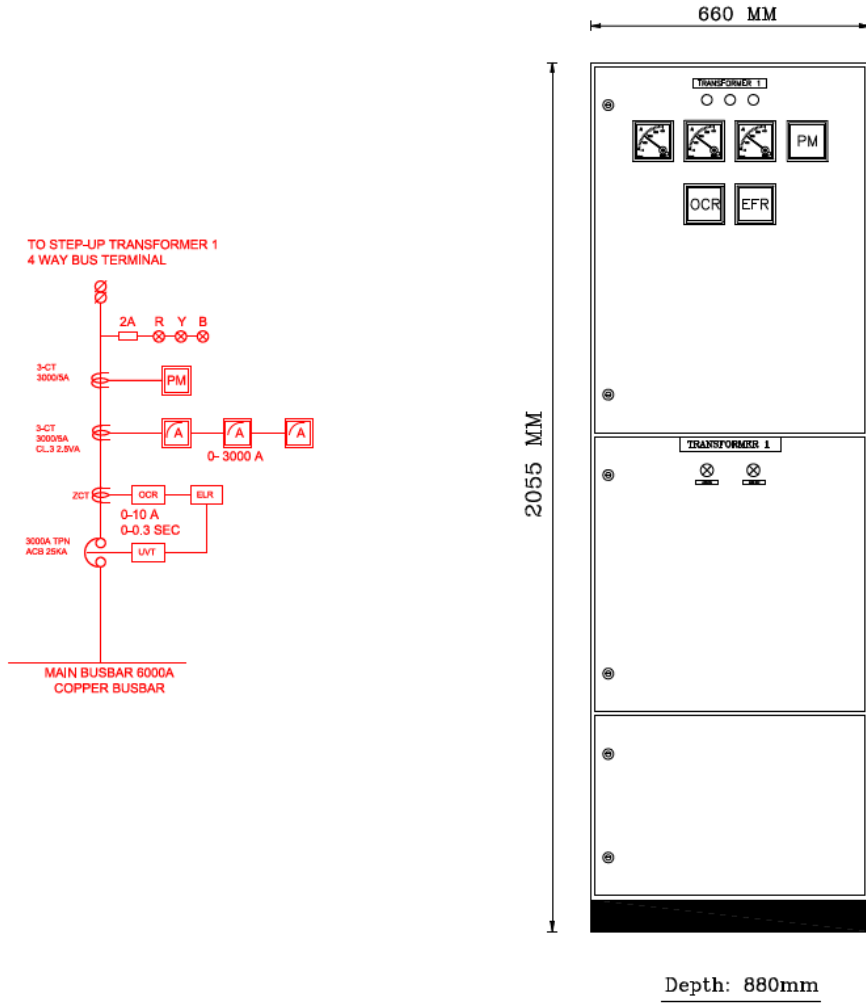 660 MM
TRANSFORMER 1
PM
OCR
EFR
TO STEP-UP TRANSFORMER 1
4 WAY BUS TERMINAL
2A
R
Y
B
3-CT
3000/5A
PM
3-CT
3000/5A
CL.3 2.5VA
A
A
A
0- 3000 A
ZCT
OCR
ELR
0-10 A
0-0.3 SEC
3000A TPN
ACB 25KA
UVT
MAIN BUSBAR 6000A
COPPER BUSBAR
2055 MM
TRANSFORMER 1
Depth: 880mm